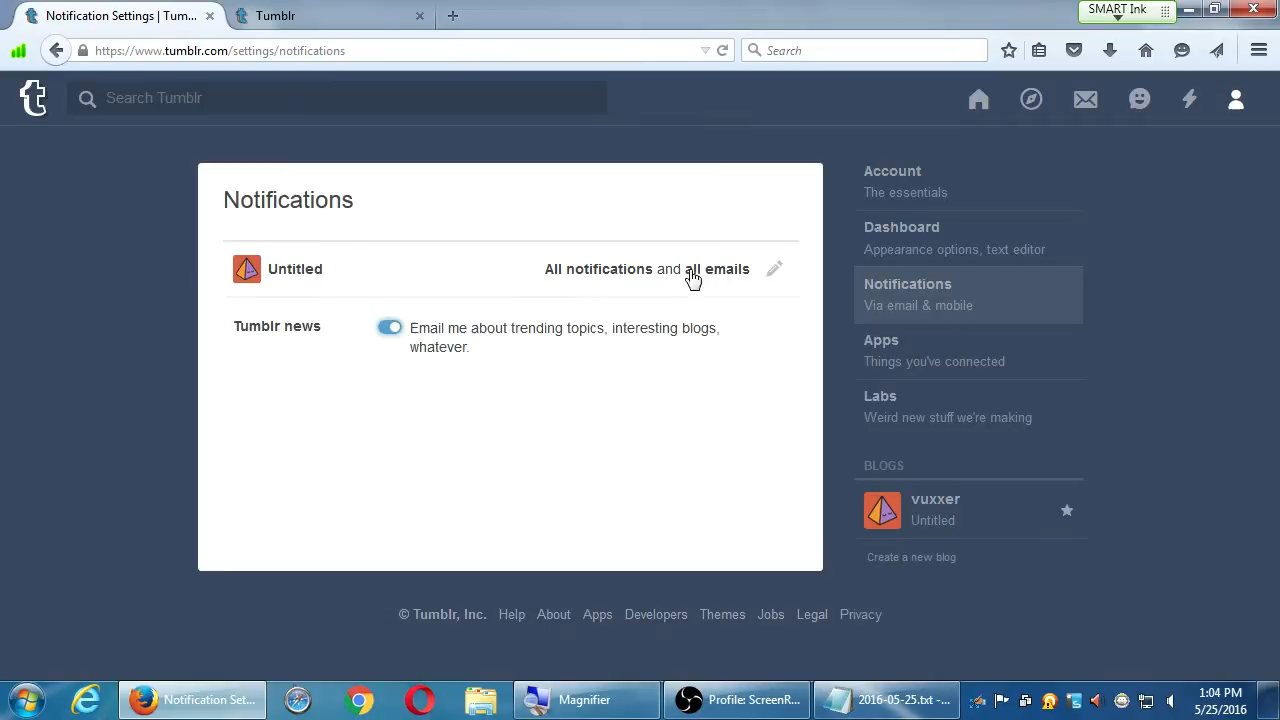 Notification Settings | Tum...
Tumblr
SMART Ink
https://www.tumblr.com/settings/notifications
Search
Search Tumblr
Notifications
Untitled
All notifications and all emails
Tumblr news
Email me about trending topics, interesting blogs,
whatever.
Account
The essentials
Dashboard
Appearance options, text editor
Notifications
Via email & mobile
Apps
Things you've connected
Labs
Weird new stuff we're making
BLOGS
vuxxer
Untitled
Create a new blog
© Tumblr, Inc. Help About Apps Developers Themes Jobs Legal Privacy
Notification Set...
Magnifier
Profile: ScreenR...
2016-05-25.txt -...
1:04 PM
5/25/2016